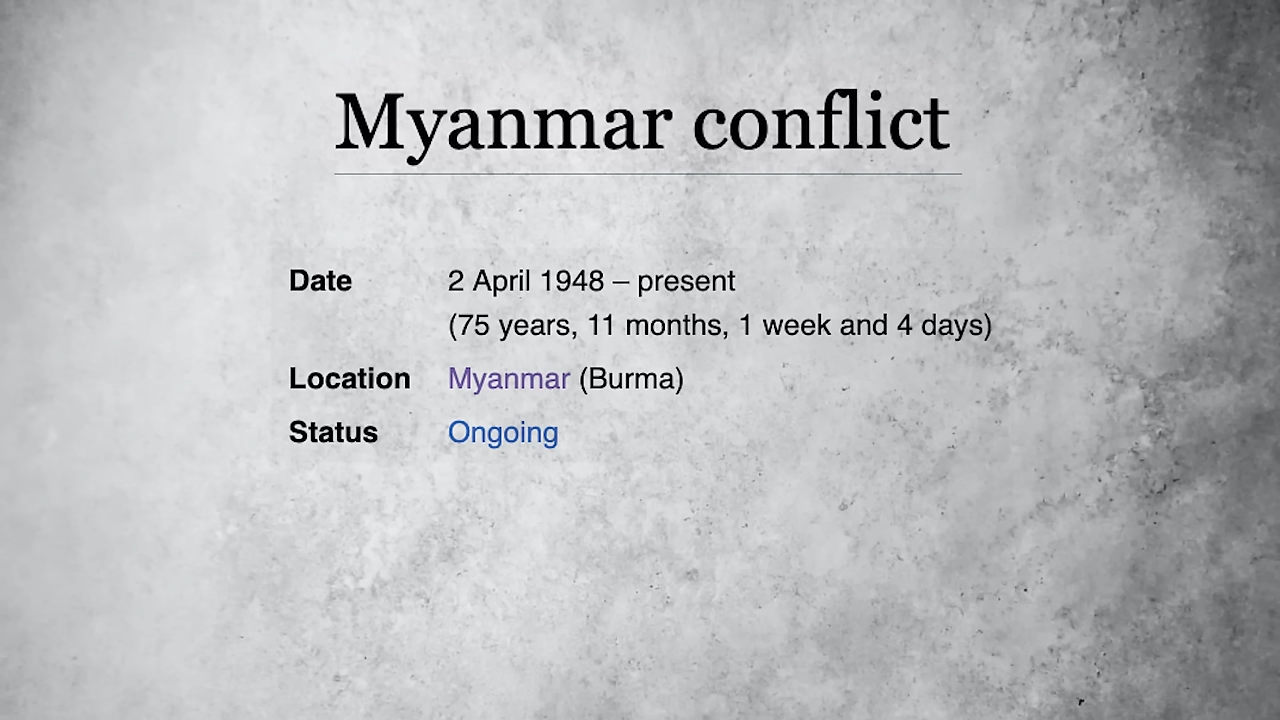 Myanmar conflict
Date 2 April 1948 – present
(75 years, 11 months, 1 week and 4 days)
Location Myanmar (Burma)
Status Ongoing